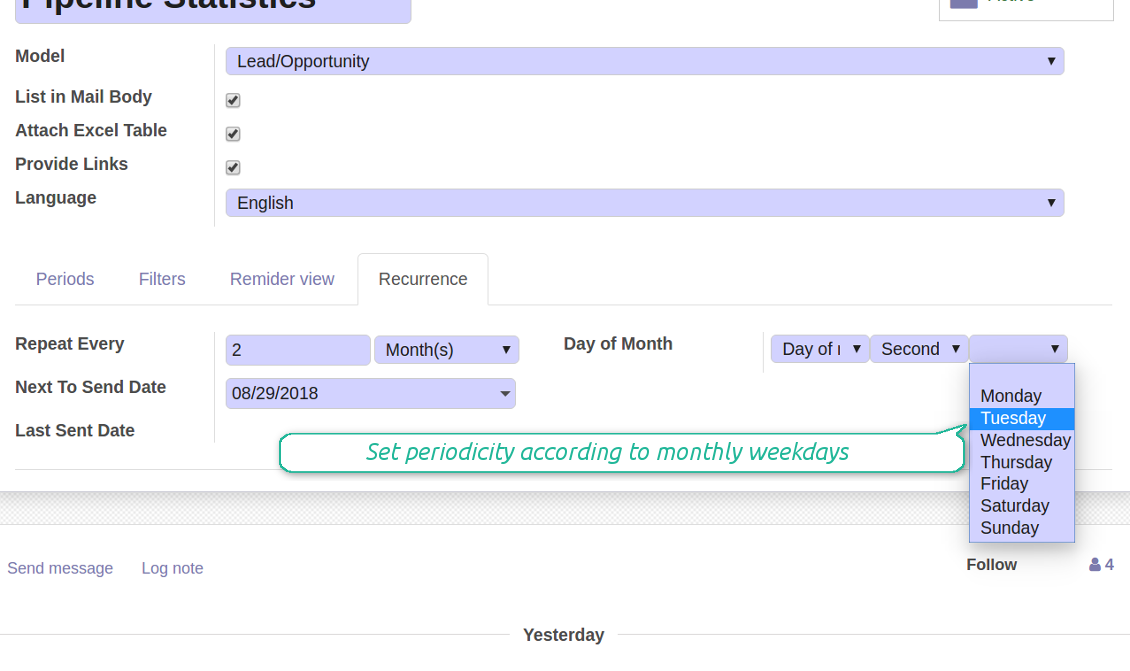 Pipeline Statistics
Active
Model
Lead/Opportunity
List in Mail Body
Attach Excel Table
Provide Links
Language
English
Periods Filters Remider view Recurrence
Repeat Every
2 Month(s)
Day of Month
Day of Second
Next To Send Date
08/29/2018
Last Sent Date
Monday
Tuesday
Wednesday
Thursday
Friday
Saturday
Sunday
Set periodicity according to monthly weekdays
Send message Log note
Follow 4
Yesterday